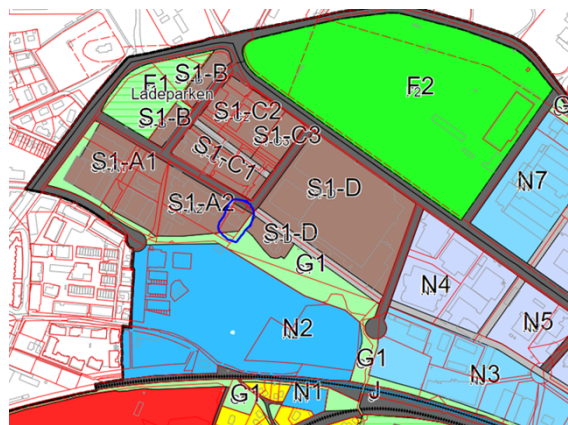 F1
S1-B
Ladeparken
S1-B
S1-C2
S1-C3
S1-C1
F2
G
S1-A1
S1-A2
S1-D
S1-D
G1
N7
N4
N5
N2
G1
N3
G1
N1
J